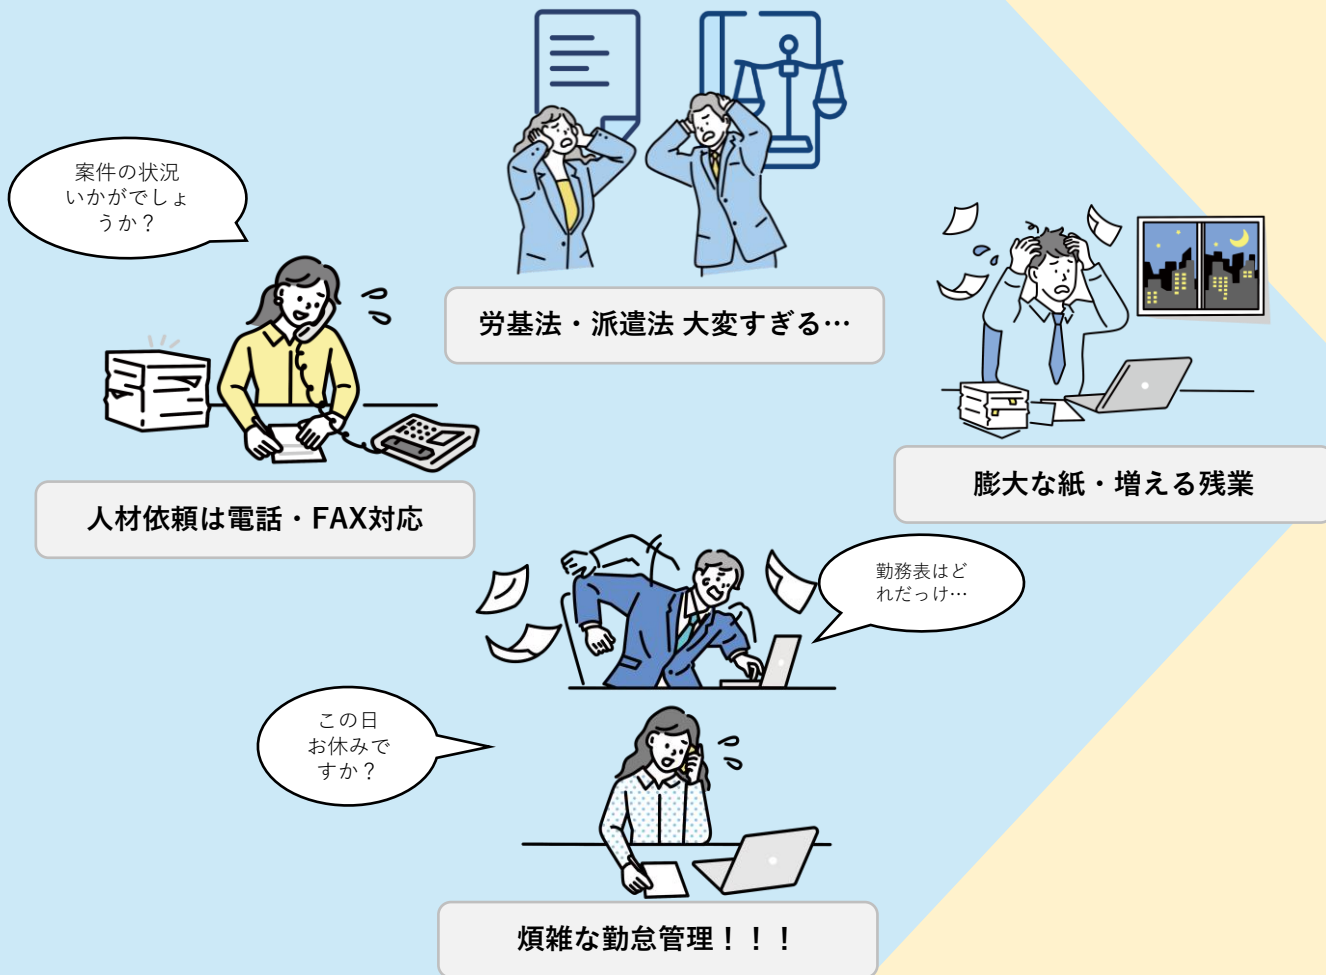 案件の状況
いかがでしょ
うか？
労基法・派遣法 大変すぎる…
人材依頼は電話・FAX対応
膨大な紙・増える残業
勤務表はど
れだっけ…
この日
お休みで
すか？
煩雑な勤怠管理！！！